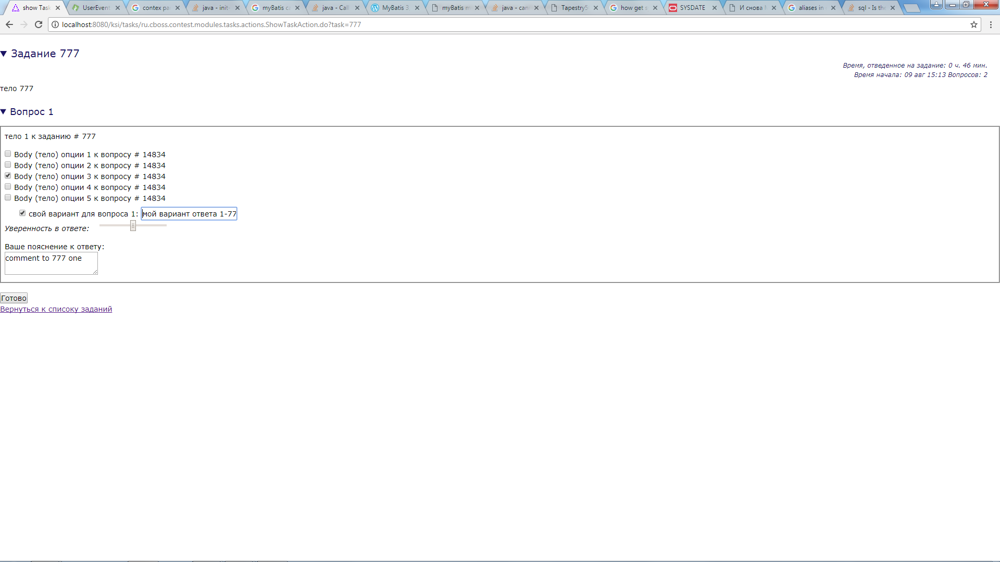 show Task
UserEvent
contex pa
java - init-
myBatis ca
java - Call
MyBatis 3
myBatis m
java - can
Tapestry5
how get s
SYSDATE
И снова
aliases in
sql - Is the
localhost:8080/ksi/tasks/ru.cboss.contest.modules.tasks.actions.ShowTaskAction.do?task=777
Задание 777
Время, отведенное на задание: 0 ч. 46 мин.
Время начала: 09 авг 15:13 Вопросов: 2
тело 777
Вопрос 1
тело 1 к заданию # 777
Body (тело) опции 1 к вопросу # 14834
Body (тело) опции 2 к вопросу # 14834
Body (тело) опции 3 к вопросу # 14834
Body (тело) опции 4 к вопросу # 14834
Body (тело) опции 5 к вопросу # 14834
свой вариант для вопроса 1: мой вариант ответа 1-77
Уверенность в ответе:
Ваше пояснение к ответу:
comment to 777 one
Готово
Вернуться к списоку заданий